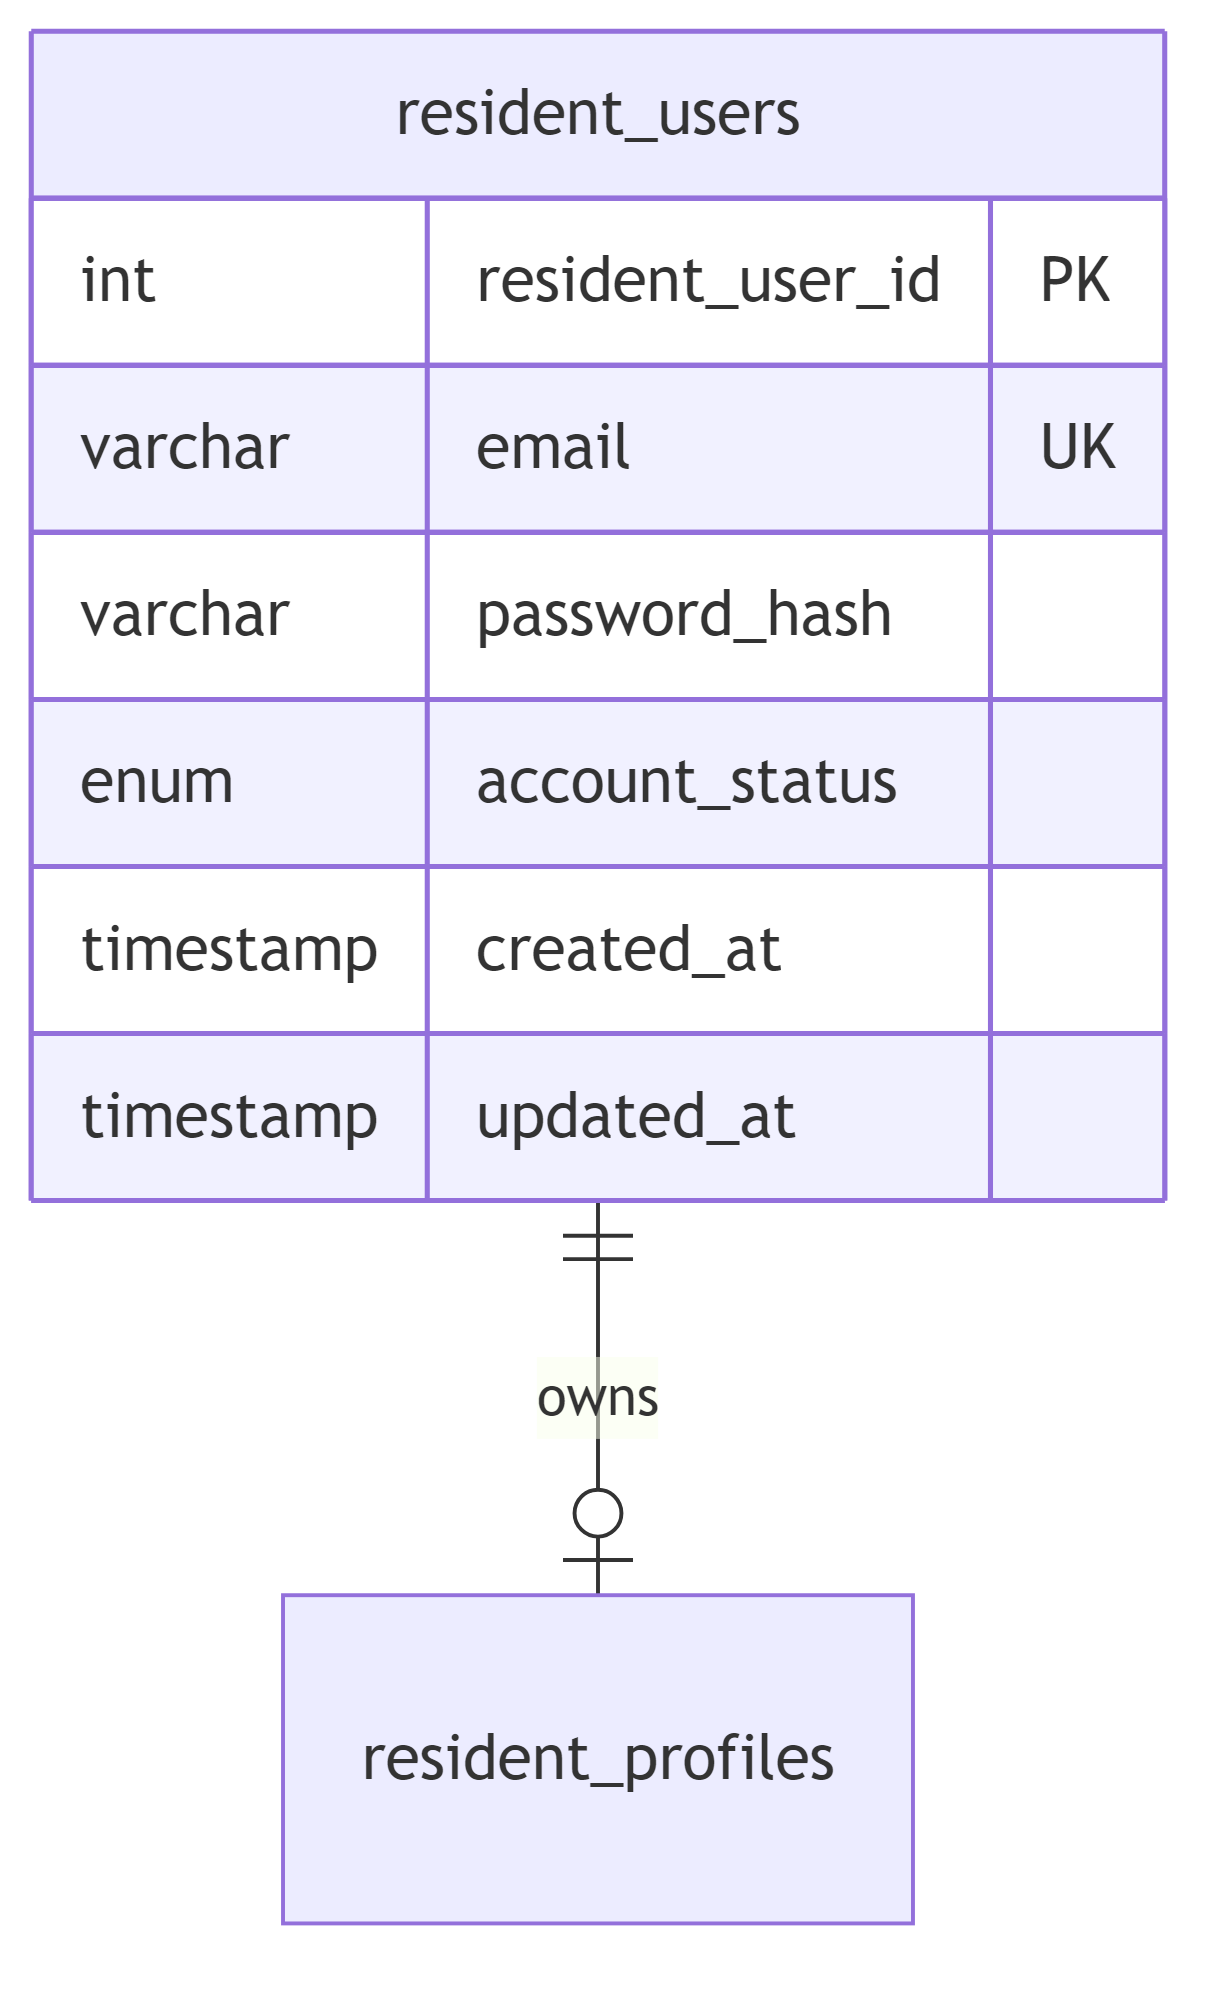 resident_users
int resident_user_id PK
varchar email UK
varchar password_hash
enum account_status
timestamp created_at
timestamp updated_at
owns
resident_profiles